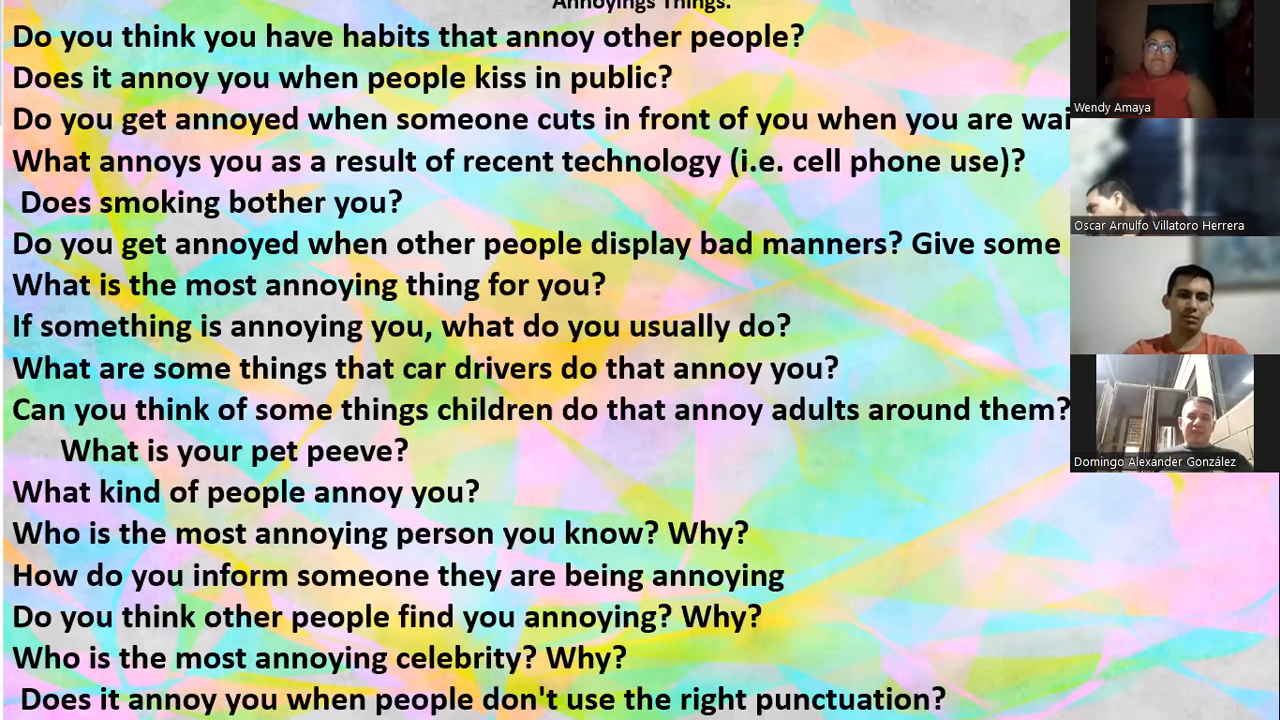 Annoyings Things.
Do you think you have habits that annoy other people?
Does it annoy you when people kiss in public?
Do you get annoyed when someone cuts in front of you when you are wai
What annoys you as a result of recent technology (i.e. cell phone use)?
Does smoking bother you?
Do you get annoyed when other people display bad manners? Give some
What is the most annoying thing for you?
If something is annoying you, what do you usually do?
What are some things that car drivers do that annoy you?
Can you think of some things children do that annoy adults around them?
What is your pet peeve?
What kind of people annoy you?
Who is the most annoying person you know? Why?
How do you inform someone they are being annoying
Do you think other people find you annoying? Why?
Who is the most annoying celebrity? Why?
Does it annoy you when people don't use the right punctuation?
Wendy Amaya
Oscar Arnulfo Villatoro Herrera
Domingo Alexander González